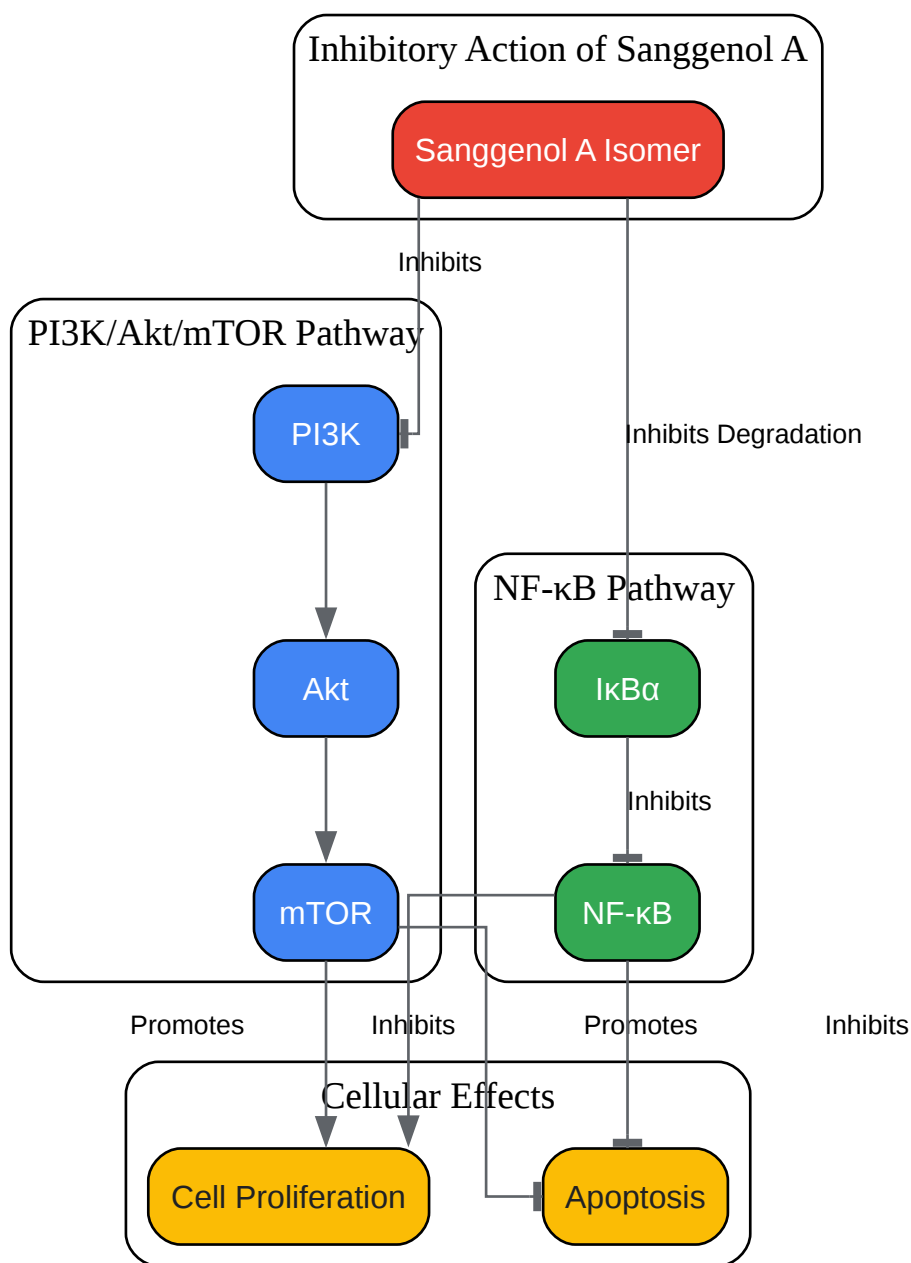 Inhibitory Action of Sanggenol A
Sanggenol A Isomer
Inhibits
PI3K/Akt/mTOR Pathway
PI3K
Inhibits Degradation
NF-κB Pathway
Akt
IκBα
Inhibits
mTOR
NF-κB
Promotes
Inhibits
Promotes
Inhibits
Cellular Effects
Cell Proliferation
Apoptosis